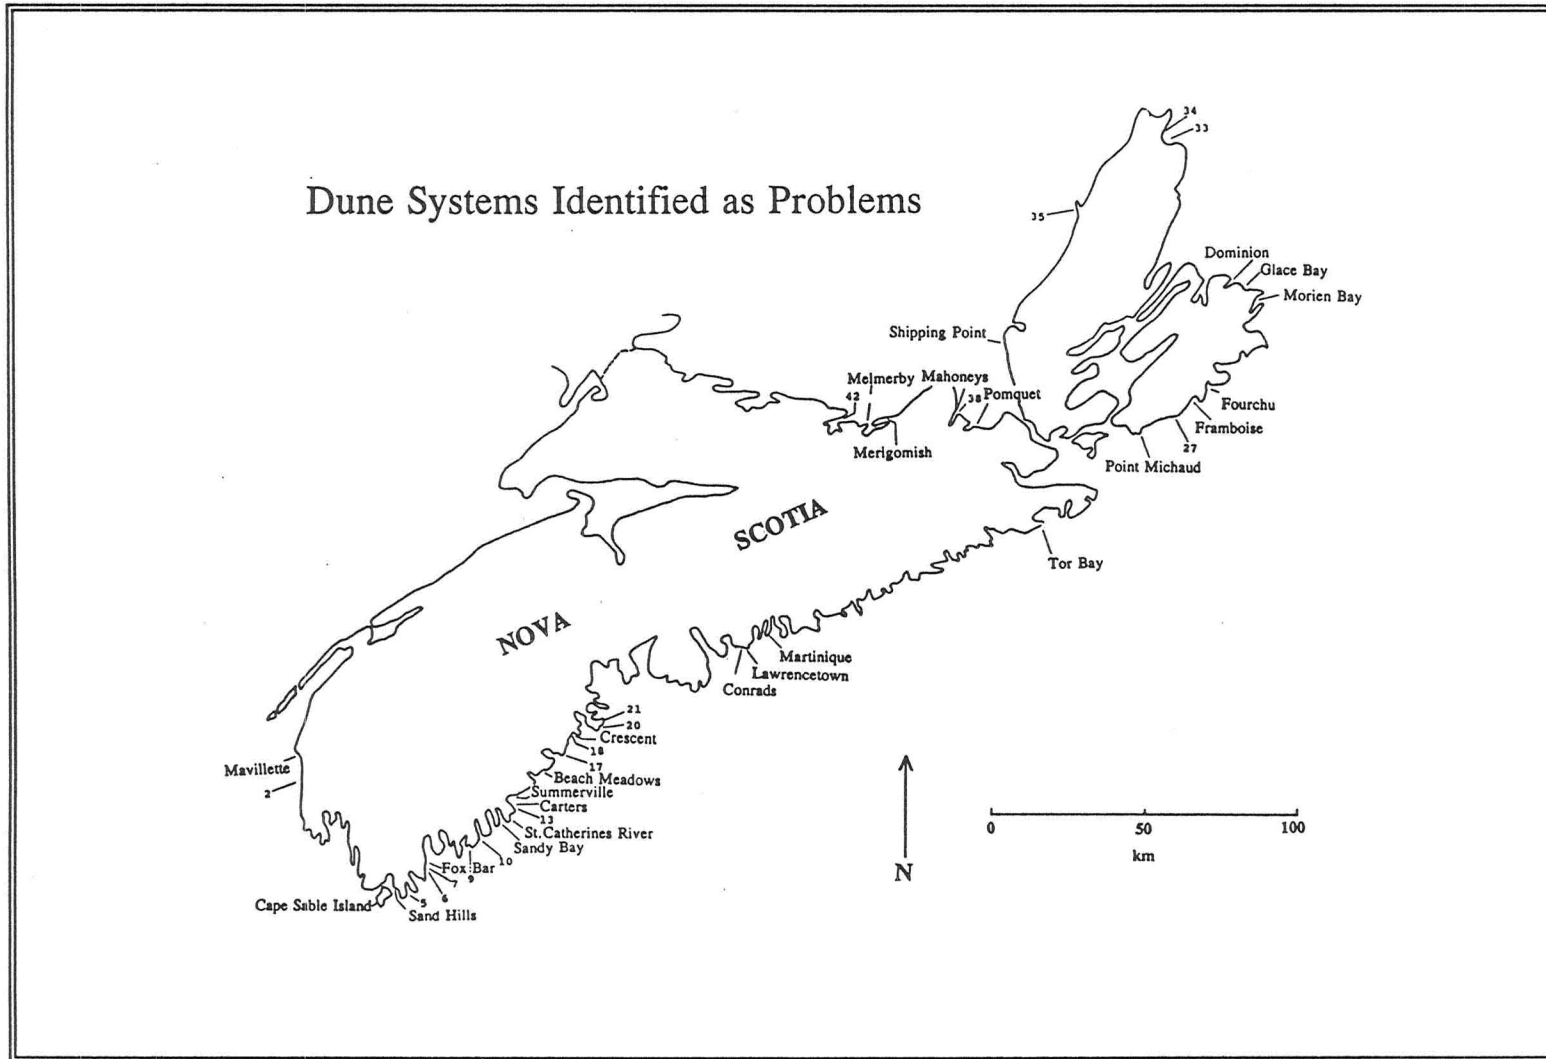 Dune Systems Identified as Problems
34
33
35
Dominion
Glace Bay
Morien Bay
Shipping Point
Melmerby
Mahoneys
42
38
Pomquet
Merigomish
Fourchu
Framboise
27
Point Michaud
SCOTIA
NOVA
Tor Bay
Martinique
Lawrencetown
Conrads
21
20
Crescent
18
17
Beach Meadows
Summerville
Carters
13
St.Catherines River
Sandy Bay
10
9
Fox Bar
7
6
5
Sand Hills
Cape Sable Island
Mavillette
2
N
0 50 100
km